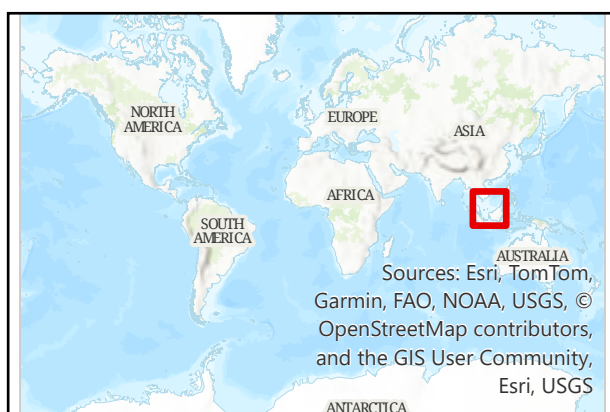 NORTH
AMERICA
EUROPE
ASIA
AFRICA
SOUTH
AMERICA
AUSTRALIA
Sources: Esri, TomTom,
Garmin, FAO, NOAA, USGS, ©
OpenStreetMap contributors,
and the GIS User Community,
Esri, USGS
ANTARCTICA